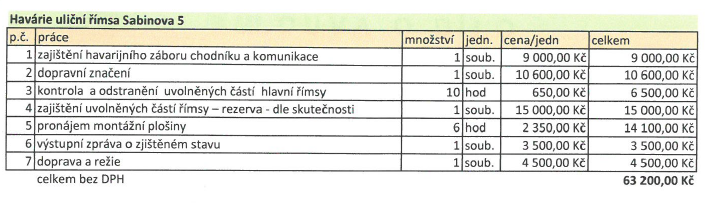 Havárie uliční římsa Sabinova 5
p.č. práce množství jedn. cena/jedn celkem
1 zajištění havarijního záboru chodníku a komunikace 1 soub. 9 000,00 Kč 9 000,00 Kč
2 dopravní značení 1 soub. 10 600,00 Kč 10 600,00 Kč
3 kontrola a odstranění uvolněných částí hlavní římsy 10 hod 650,00 Kč 6 500,00 Kč
4 zajištění uvolněných částí římsy – rezerva - dle skutečnosti 1 soub. 15 000,00 Kč 15 000,00 Kč
5 pronájem montážní plošiny 6 hod 2 350,00 Kč 14 100,00 Kč
6 výstupní zpráva o zjištěném stavu 1 soub. 3 500,00 Kč 3 500,00 Kč
7 doprava a režie 1 soub. 4 500,00 Kč 4 500,00 Kč
celkem bez DPH 63 200,00 Kč